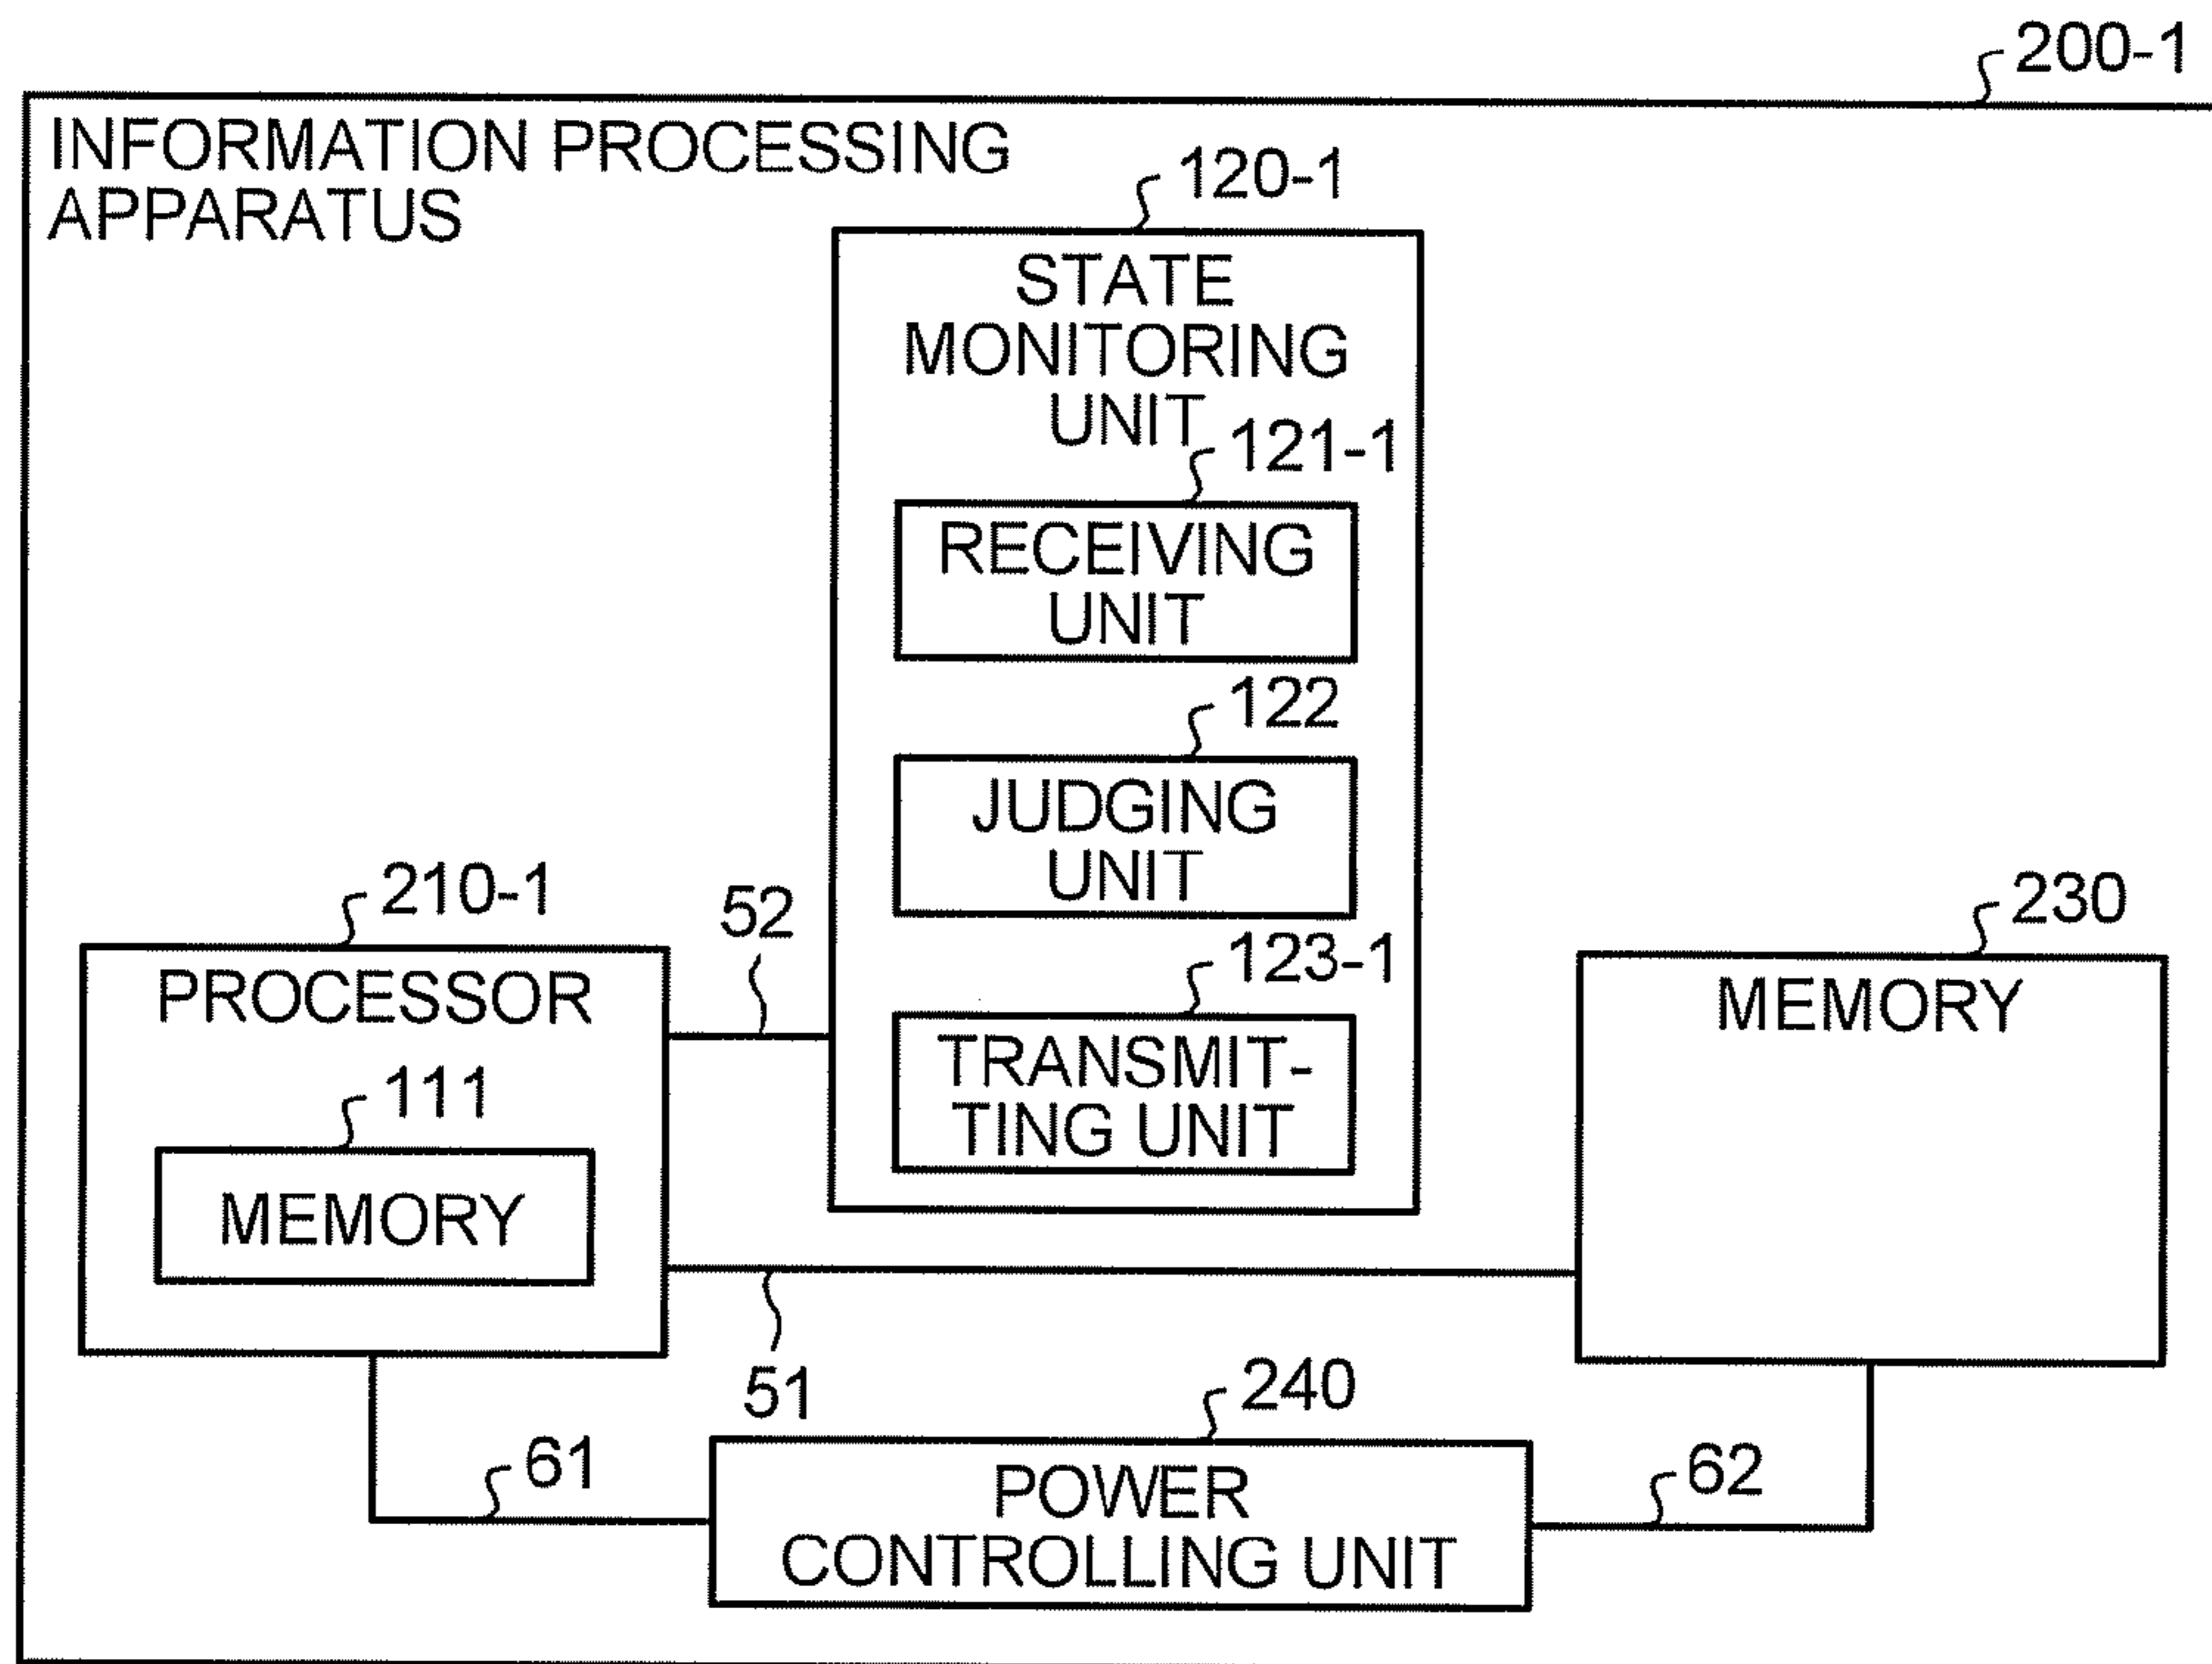 200-1
INFORMATION PROCESSING
APPARATUS
120-1
STATE
MONITORING
UNIT
121-1
RECEIVING
UNIT
122
JUDGING
UNIT
210-1
52
230
PROCESSOR
123-1
MEMORY
TRANSMIT-
TING UNIT
111
MEMORY
51
240
61
62
POWER
CONTROLLING UNIT